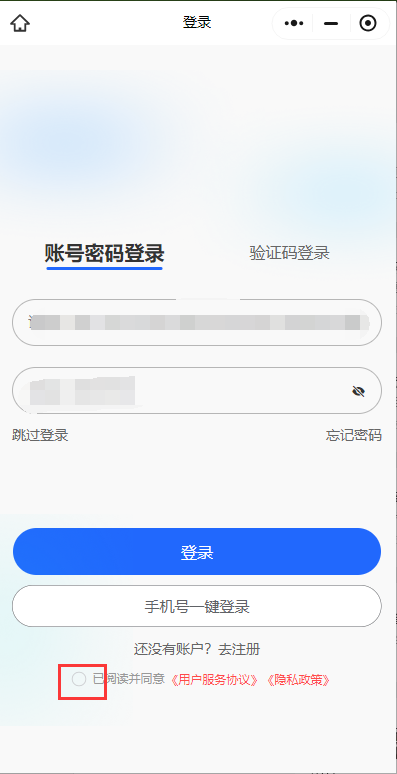 登录
账号密码登录 验证码登录
跳过登录 忘记密码
登录
手机号一键登录
还没有账户？去注册
已阅读并同意《用户服务协议》《隐私政策》